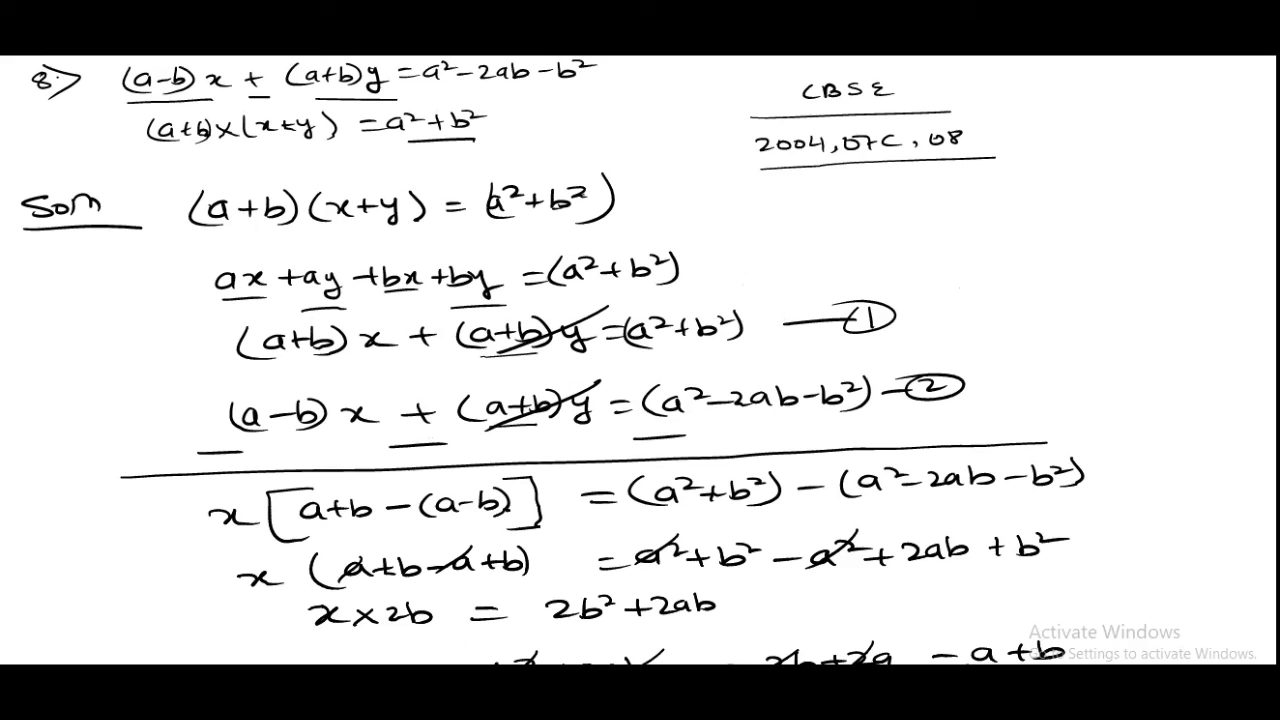 8.> (a-b)x + (a+b)y = a²-2ab-b²
(a+b)×(x+y) = a²+b²
CBSE
2004, 07C, 08
Soln (a+b)(x+y) = (a²+b²)
ax +ay +bx +by = (a²+b²)
(a+b)x + (a+b)y = (a²+b²) —①
(a-b)x + (a+b)y = (a²-2ab-b²) —②
x[a+b-(a-b)] = (a²+b²) - (a²-2ab-b²)
x (a+b-a+b) = a²+b²-a²+2ab+b²
x×2b = 2b²+2ab
Activate Windows
Go to Settings to activate Windows.
a+b